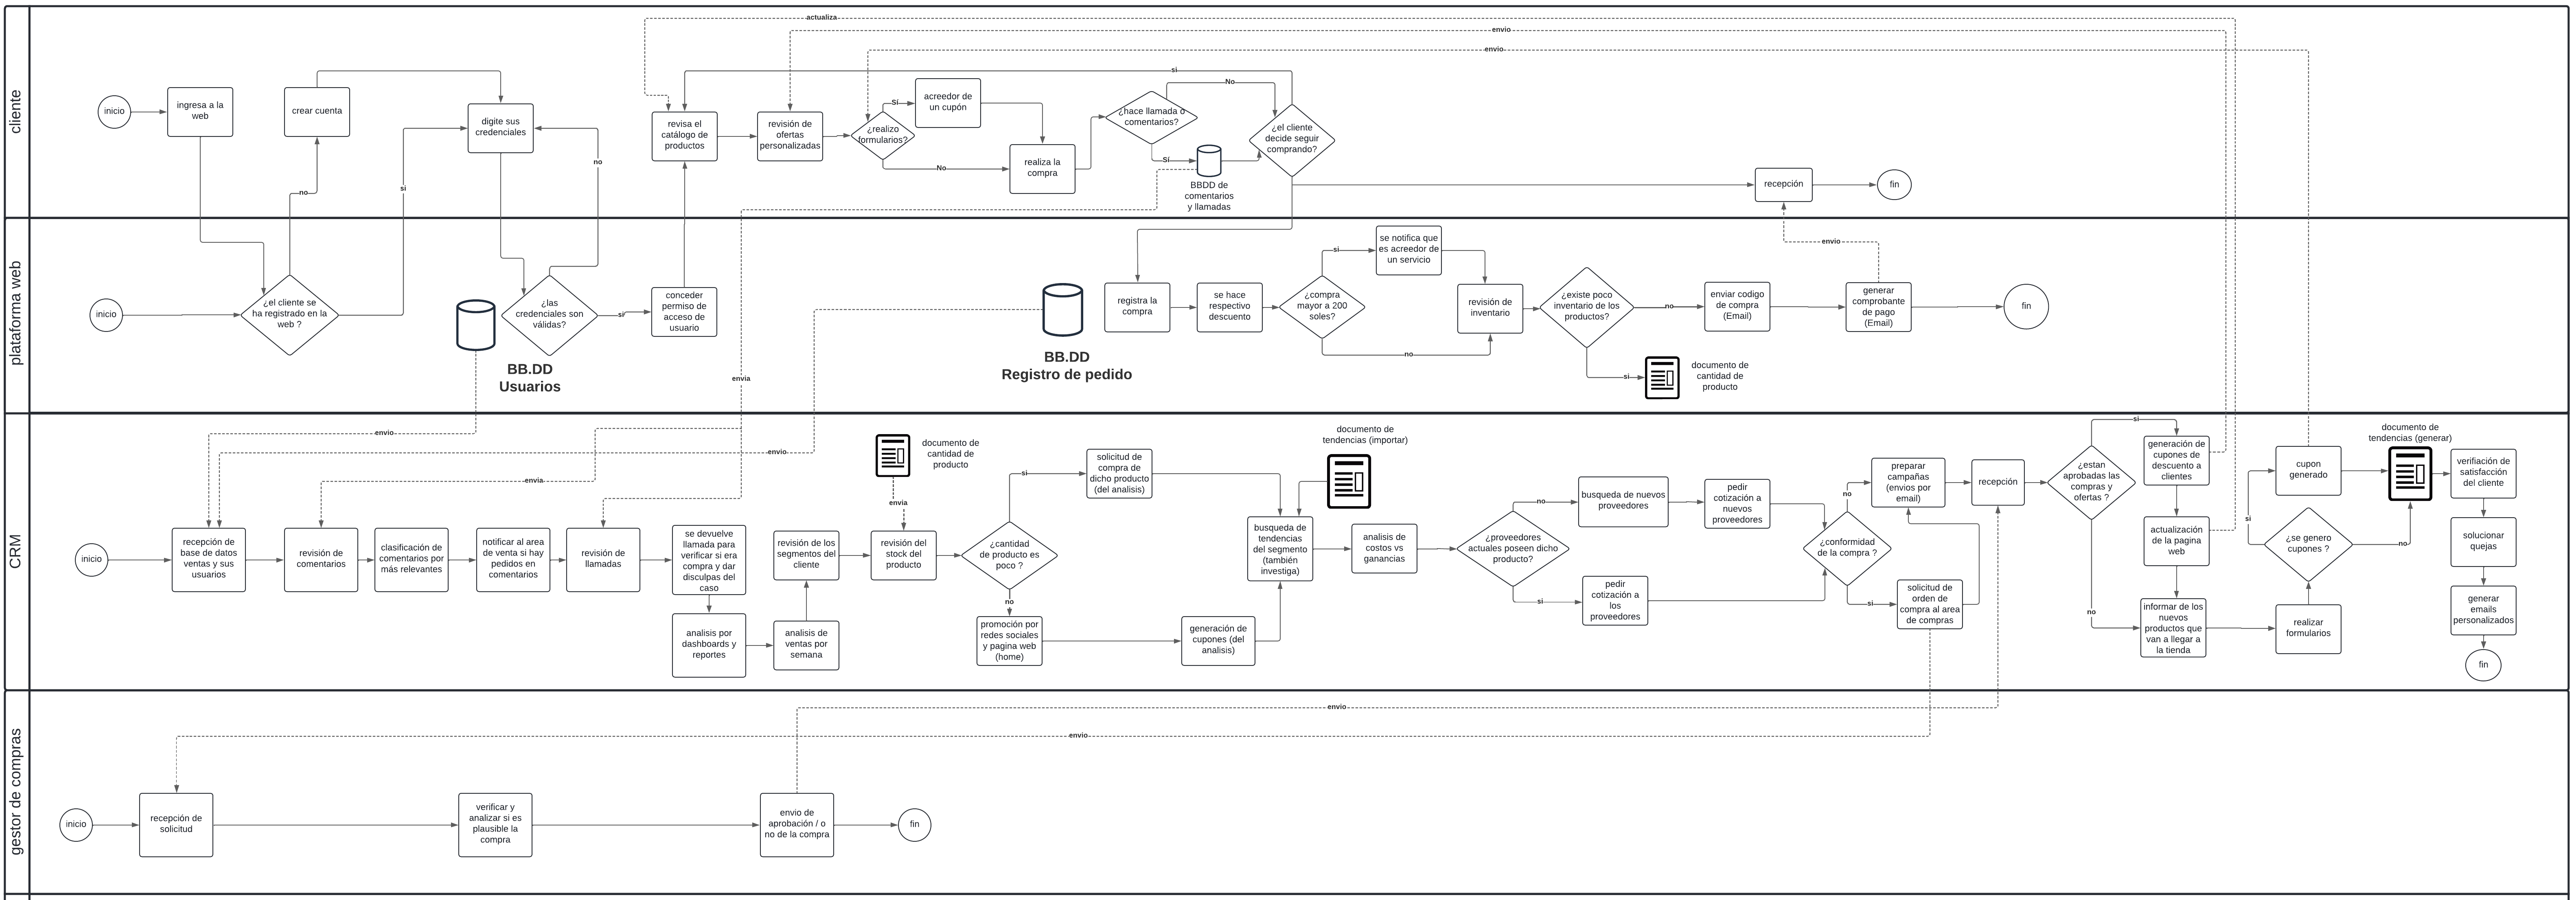 cliente
actualiza
envio
envio
si
No
inicio
ingresa a la
web
crear cuenta
digite sus
credenciales
no
si
no
revisa el
catálogo de
productos
revisión de
ofertas
personalizadas
¿realizo
formularios?
Sí
acreedor de
un cupón
No
realiza la
compra
¿hace llamada o
comentarios?
Sí
BBDD de
comentarios
y llamadas
¿el cliente
decide seguir
comprando?
recepción
fin
plataforma web
inicio
¿el cliente se
ha registrado en la
web ?
BB.DD
Usuarios
¿las
credenciales son
válidas?
si
conceder
permiso de
acceso de
usuario
envia
BB.DD
Registro de pedido
registra la
compra
se hace
respectivo
descuento
¿compra
mayor a 200
soles?
si
se notifica que
es acreedor de
un servicio
no
revisión de
inventario
¿existe poco
inventario de los
productos?
no
si
documento de
cantidad de
producto
enviar codigo
de compra
(Email)
generar
comprobante
de pago
(Email)
envio
fin
CRM
envio
envio
envia
inicio
recepción de
base de datos
ventas y sus
usuarios
revisión de
comentarios
clasificación de
comentarios por
más relevantes
notificar al area
de venta si hay
pedidos en
comentarios
revisión de
llamadas
se devuelve
llamada para
verificar si era
compra y dar
disculpas del
caso
analisis por
dashboards y
reportes
analisis de
ventas por
semana
revisión de los
segmentos del
cliente
documento de
cantidad de
producto
envia
revisión del
stock del
producto
¿cantidad
de producto es
poco ?
si
no
solicitud de
compra de
dicho producto
(del analisis)
promoción por
redes sociales
y pagina web
(home)
generación de
cupones (del
analisis)
documento de
tendencias (importar)
busqueda de
tendencias
del segmento
(también
investiga)
analisis de
costos vs
ganancias
¿proveedores
actuales poseen dicho
producto?
no
si
busqueda de nuevos
proveedores
pedir
cotización a
nuevos
proveedores
pedir
cotización a
los
proveedores
¿conformidad
de la compra ?
no
si
preparar
campañas
(envios por
email)
solicitud de
orden de
compra al area
de compras
recepción
¿estan
aprobadas las
compras y
ofertas ?
si
no
generación de
cupones de
descuento a
clientes
actualización
de la pagina
web
informar de los
nuevos
productos que
van a llegar a
la tienda
realizar
formularios
¿se genero
cupones ?
si
no
cupon
generado
documento de
tendencias (generar)
verifiación de
satisfacción
del cliente
solucionar
quejas
generar
emails
personalizados
fin
gestor de compras
envio
envio
inicio
recepción de
solicitud
verificar y
analizar si es
plausible la
compra
envio de
aprobación / o
no de la compra
fin